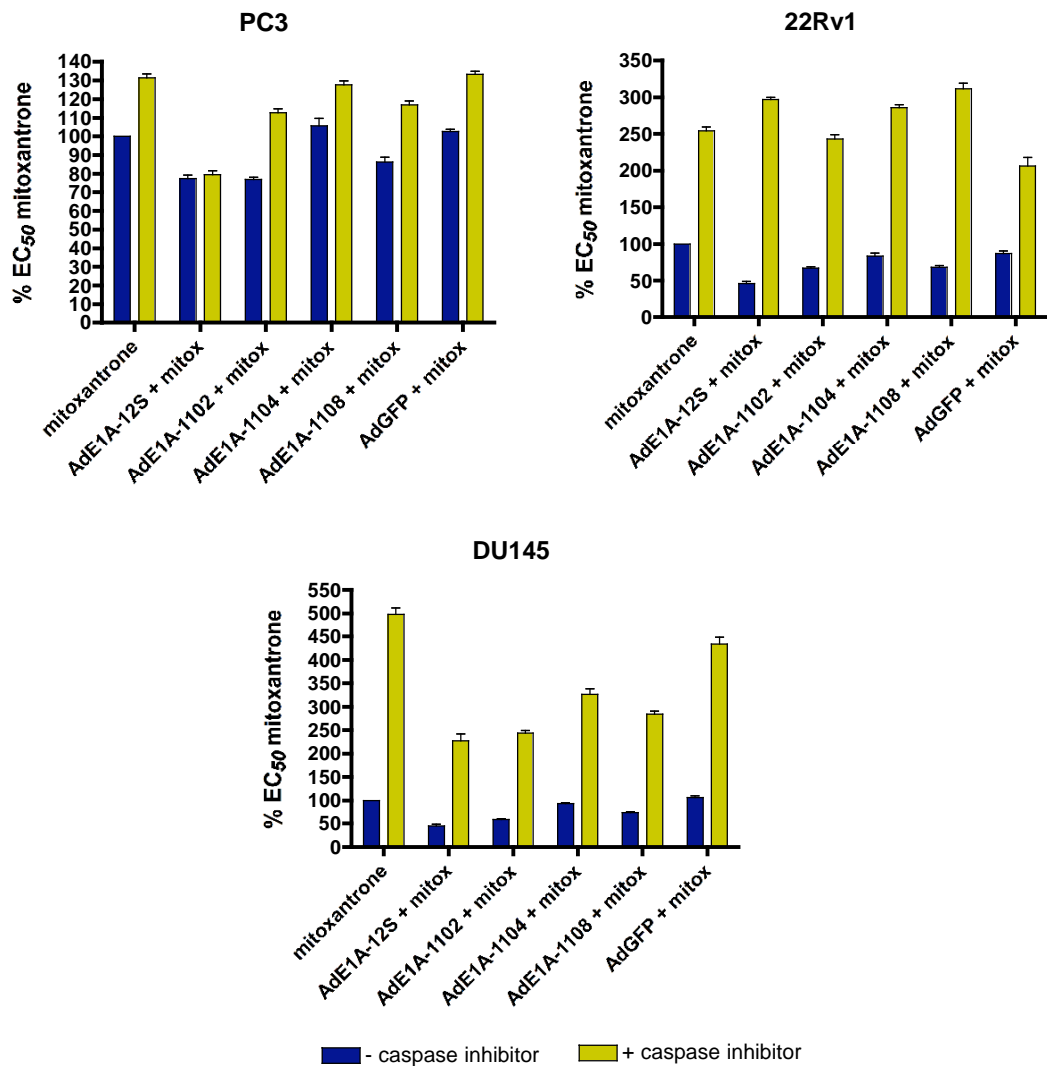 PC3
% EC50 mitoxantrone
140
130
120
110
100
90
80
70
60
50
40
30
20
10
0
mitoxantrone
AdE1A-12S + mitox
AdE1A-1102 + mitox
AdE1A-1104 + mitox
AdE1A-1108 + mitox
AdGFP + mitox
22Rv1
% EC50 mitoxantrone
350
300
250
200
150
100
50
0
mitoxantrone
AdE1A-12S + mitox
AdE1A-1102 + mitox
AdE1A-1104 + mitox
AdE1A-1108 + mitox
AdGFP + mitox
DU145
% EC50 mitoxantrone
550
500
450
400
350
300
250
200
150
100
50
0
mitoxantrone
AdE1A-12S + mitox
AdE1A-1102 + mitox
AdE1A-1104 + mitox
AdE1A-1108 + mitox
AdGFP + mitox
- caspase inhibitor
+ caspase inhibitor